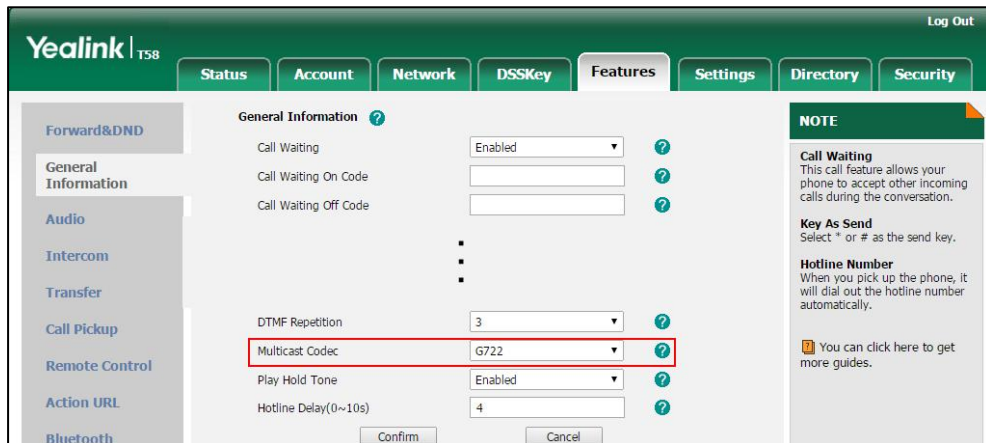 Log Out
Yealink T58
Status Account Network DSSKey Features Settings Directory Security
Forward&DND
General
Information
Audio
Intercom
Transfer
Call Pickup
Remote Control
Action URL
Bluetooth
General Information ?
Call Waiting Enabled ?
Call Waiting On Code ?
Call Waiting Off Code ?
DTMF Repetition 3 ?
Multicast Codec G722 ?
Play Hold Tone Enabled ?
Hotline Delay(0~10s) 4 ?
Confirm Cancel
NOTE
Call Waiting
This call feature allows your
phone to accept other incoming
calls during the conversation.
Key As Send
Select * or # as the send key.
Hotline Number
When you pick up the phone, it
will dial out the hotline number
automatically.
? You can click here to get
more guides.